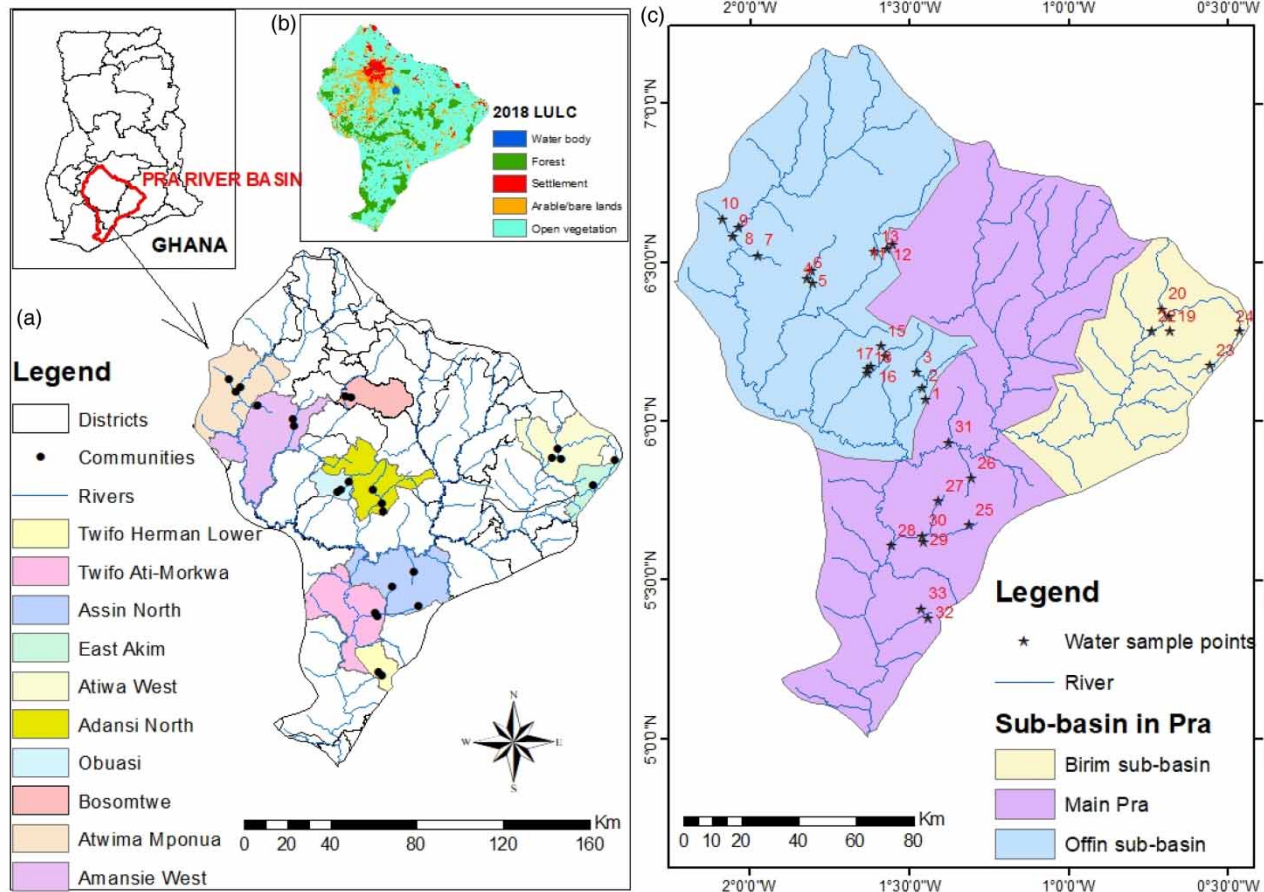 PRA RIVER BASIN
GHANA
(b)
2018 LULC
Water body
Forest
Settlement
Arable/bare lands
Open vegetation
(a)
Legend
Districts
Communities
Rivers
Twifo Herman Lower
Twifo Ati-Morkwa
Assin North
East Akim
Atiwa West
Adansi North
Obuasi
Bosomtwe
Atwima Mponua
Amansie West
N
W E
S
0 20 40 80 120 160 Km
(c)
2°0'0"W 1°30'0"W 1°0'0"W 0°30'0"W
7°0'0"N
6°30'0"N
6°0'0"N
5°30'0"N
5°0'0"N
10
9
8 7
13
12
6
5
20
19
24
23
15
17
16
3
2
1
31
26
27
25
30
28
29
33
32
Legend
Water sample points
River
Sub-basin in Pra
Birim sub-basin
Main Pra
Offin sub-basin
0 10 20 40 60 80 Km
2°0'0"W 1°30'0"W 1°0'0"W 0°30'0"W